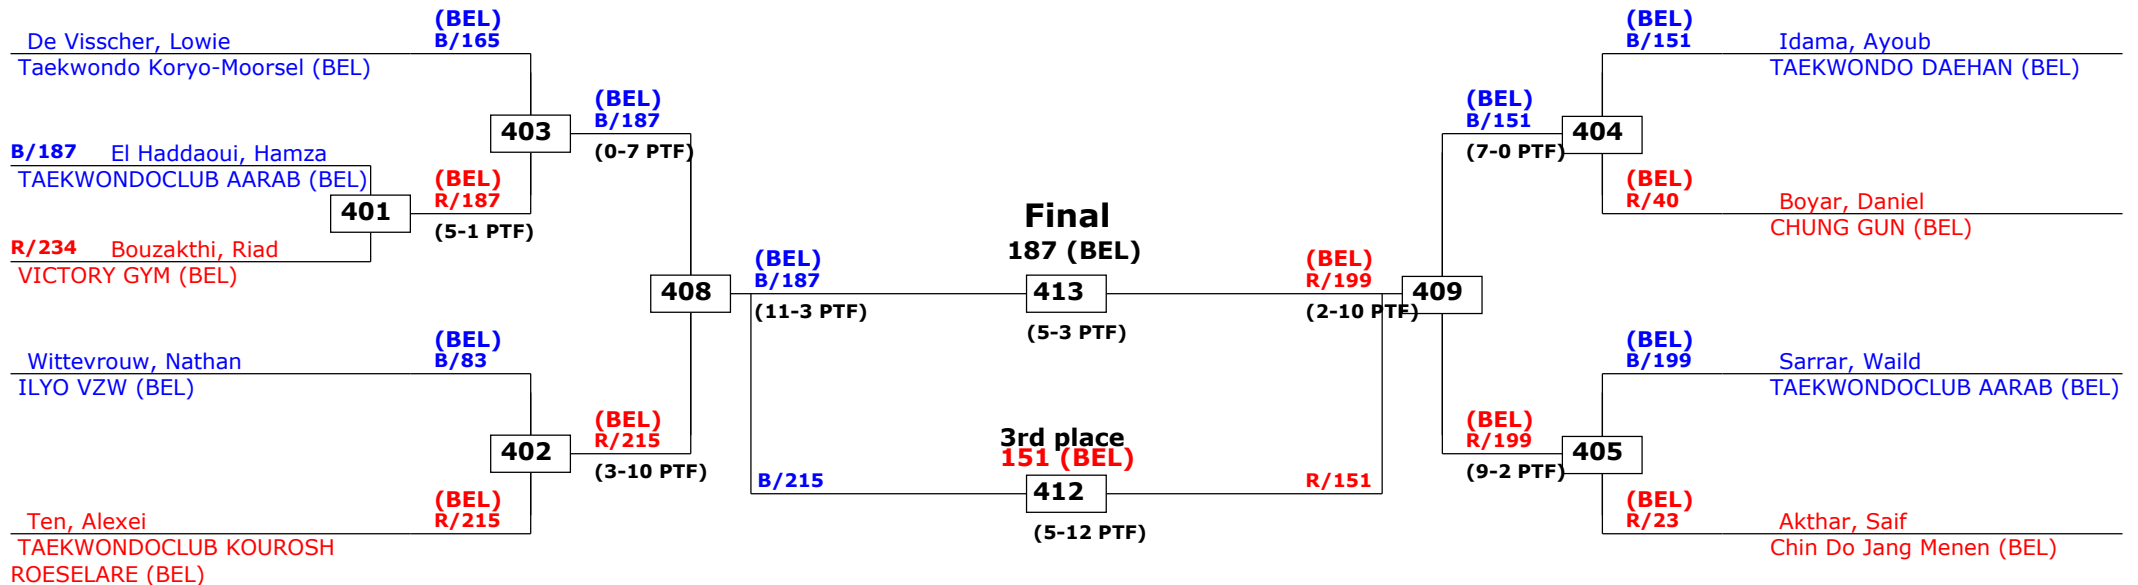 (BEL)
B/165
De Visscher, Lowie
Taekwondo Koryo-Moorsel (BEL)
403
(BEL)
B/187
(0-7 PTF)
B/187 El Haddaoui, Hamza
TAEKWONDOCLUB AARAB (BEL)
401
(BEL)
R/187
(5-1 PTF)
R/234 Bouzakthi, Riad
VICTORY GYM (BEL)
408
(BEL)
B/187
(11-3 PTF)
(BEL)
B/83
Wittevrouw, Nathan
ILYO VZW (BEL)
402
(BEL)
R/215
(3-10 PTF)
(BEL)
R/215
Ten, Alexei
TAEKWONDOCLUB KOUROSH
ROESELARE (BEL)
Final
187 (BEL)
413
(5-3 PTF)
3rd place
151 (BEL)
B/215
412
R/151
(5-12 PTF)
(BEL)
R/199
(2-10 PTF)
409
(BEL)
B/151
(7-0 PTF)
404
(BEL)
B/151
Idama, Ayoub
TAEKWONDO DAEHAN (BEL)
(BEL)
R/40
Boyar, Daniel
CHUNG GUN (BEL)
(BEL)
R/199
(9-2 PTF)
405
(BEL)
B/199
Sarrar, Waild
TAEKWONDOCLUB AARAB (BEL)
(BEL)
R/23
Akthar, Saif
Chin Do Jang Menen (BEL)